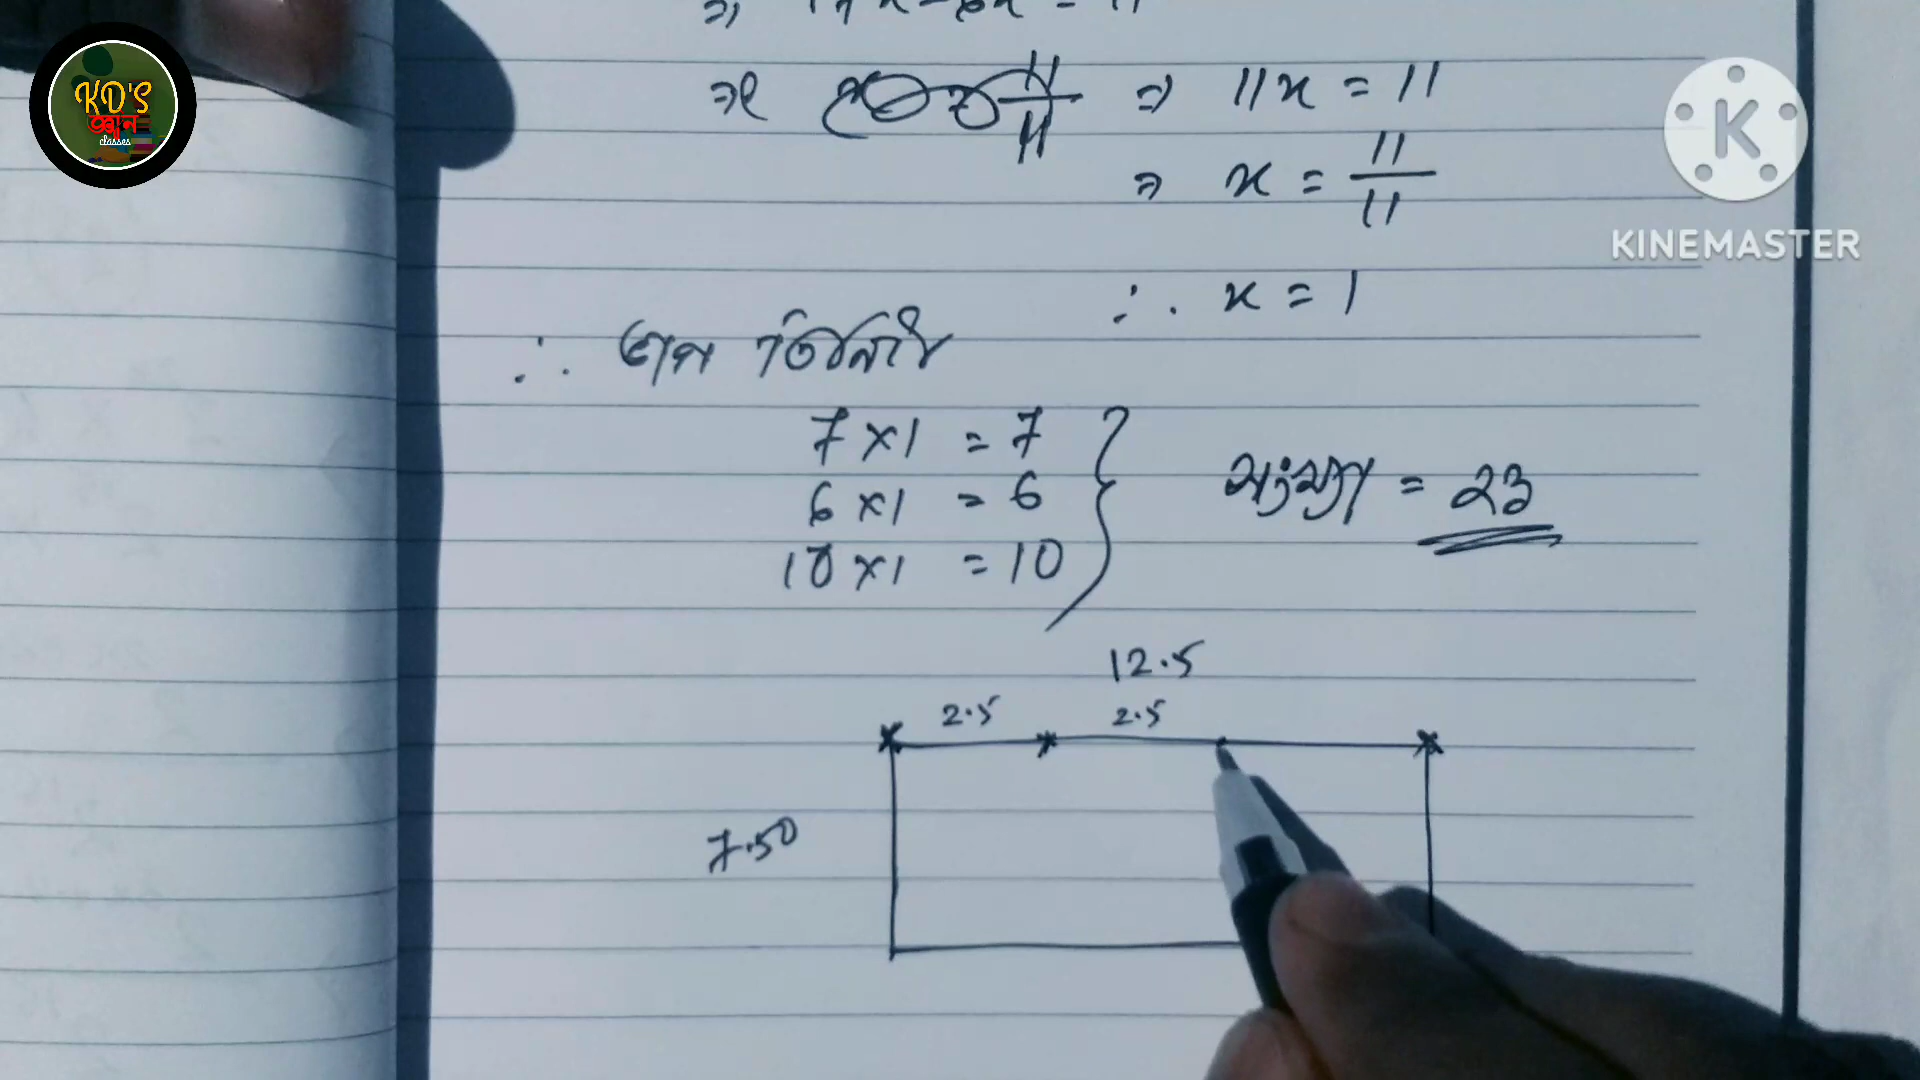 KD'S
জ্ঞান
classes
K
KINEMASTER
⇒ 11x = 11
⇒ x = 11/11
∴ x = 1
∴
7 × 1 = 7
6 × 1 = 6
10 × 1 = 10
সংখ্যা = 23
12.5
2.5 2.5
7.50